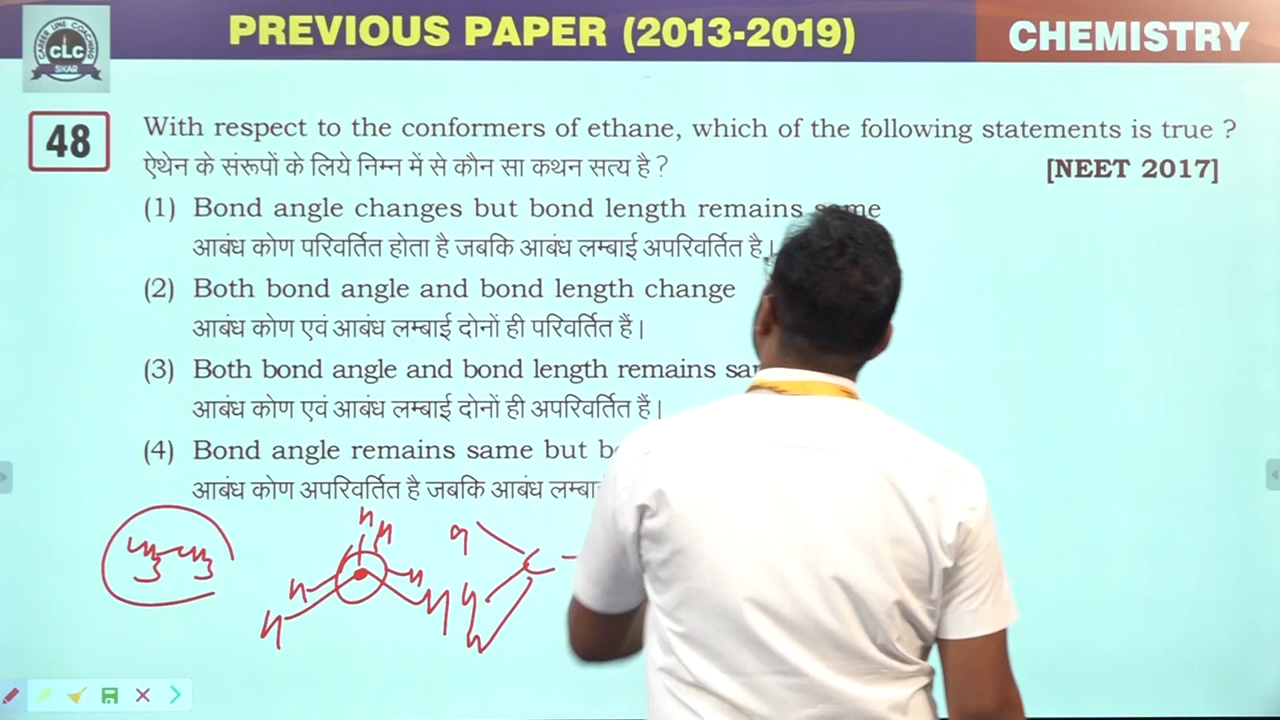 PREVIOUS PAPER (2013-2019)
CHEMISTRY
CAREER LINE COACHING
CLC
SIKAR
48
With respect to the conformers of ethane, which of the following statements is true ?
ऐथेन के संरूपों के लिये निम्न में से कौन सा कथन सत्य है ?
[NEET 2017]
(1) Bond angle changes but bond length remains same
आबंध कोण परिवर्तित होता है जबकि आबंध लम्बाई अपरिवर्तित है।
(2) Both bond angle and bond length change
आबंध कोण एवं आबंध लम्बाई दोनों ही परिवर्तित हैं।
(3) Both bond angle and bond length remains
आबंध कोण एवं आबंध लम्बाई दोनों ही अपरिवर्तित हैं।
(4) Bond angle remains same but
आबंध कोण अपरिवर्तित है जबकि आबंध